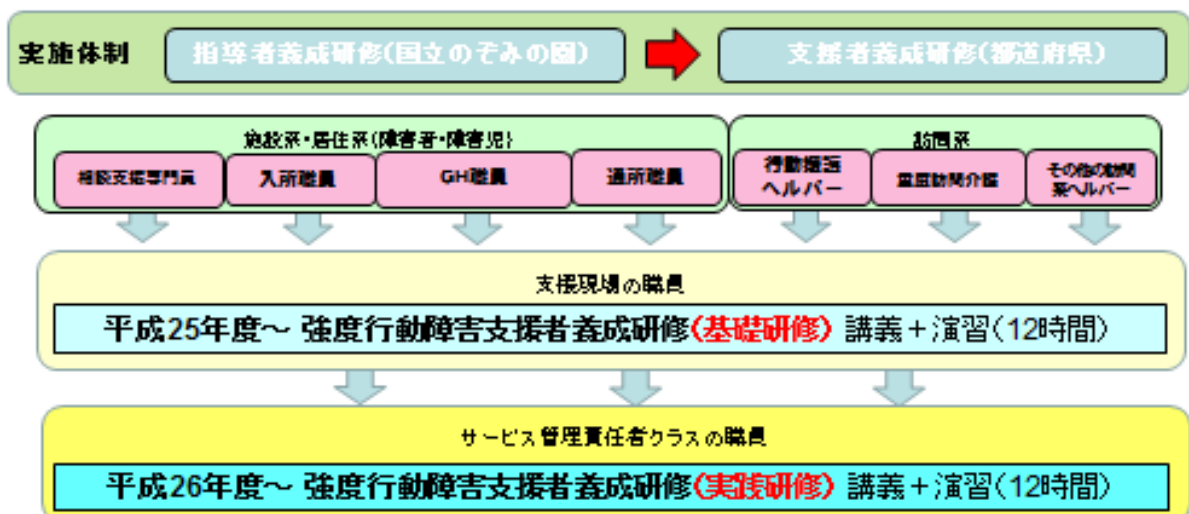 実施体制
指導者養成研修(国立のぞみの園)
支援者養成研修(都道府県)
施設系・居住系(障害者・障害児)
訪問系
相談支援専門員
入所職員
GH職員
通所職員
行動援護
ヘルパー
重度訪問介護
その他の訪問
系ヘルパー
支援現場の職員
平成25年度～ 強度行動障害支援者養成研修(基礎研修) 講義＋演習(12時間)
サービス管理責任者クラスの職員
平成26年度～ 強度行動障害支援者養成研修(実践研修) 講義＋演習(12時間)